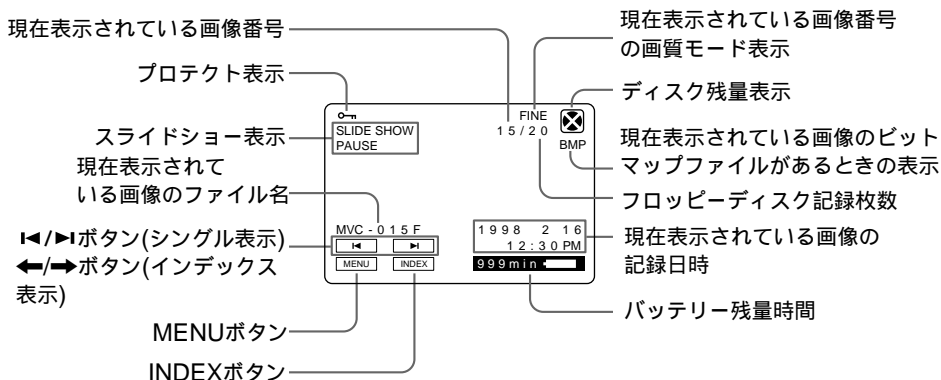 現在表示されている画像番号
プロテクト表示
スライドショー表示
現在表示されて
いる画像のファイル名
⏮/⏭ボタン(シングル表示)
←/→ボタン(インデックス
表示)
MENUボタン
INDEXボタン
SLIDE SHOW
PAUSE
FINE
15/20
BMP
MVC-015F
⏮ ⏭
MENU INDEX
1998 2 16
12:30PM
999min
現在表示されている画像番号
の画質モード表示
ディスク残量表示
現在表示されている画像のビット
マップファイルがあるときの表示
フロッピーディスク記録枚数
現在表示されている画像の
記録日時
バッテリー残量時間